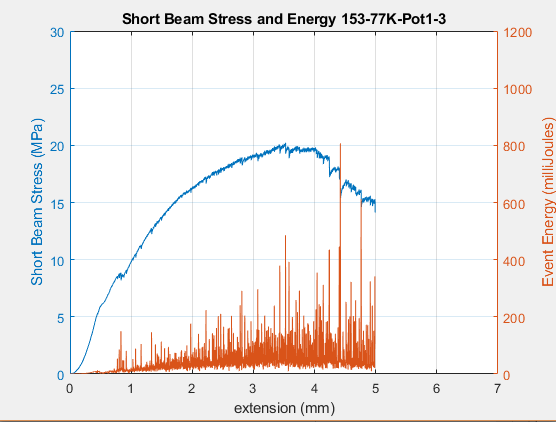 Short Beam Stress and Energy 153-77K-Pot1-3
30
25
20
15
10
5
0
Short Beam Stress (MPa)
1200
1000
800
600
400
200
0
Event Energy (milliJoules)
0 1 2 3 4 5 6 7
extension (mm)